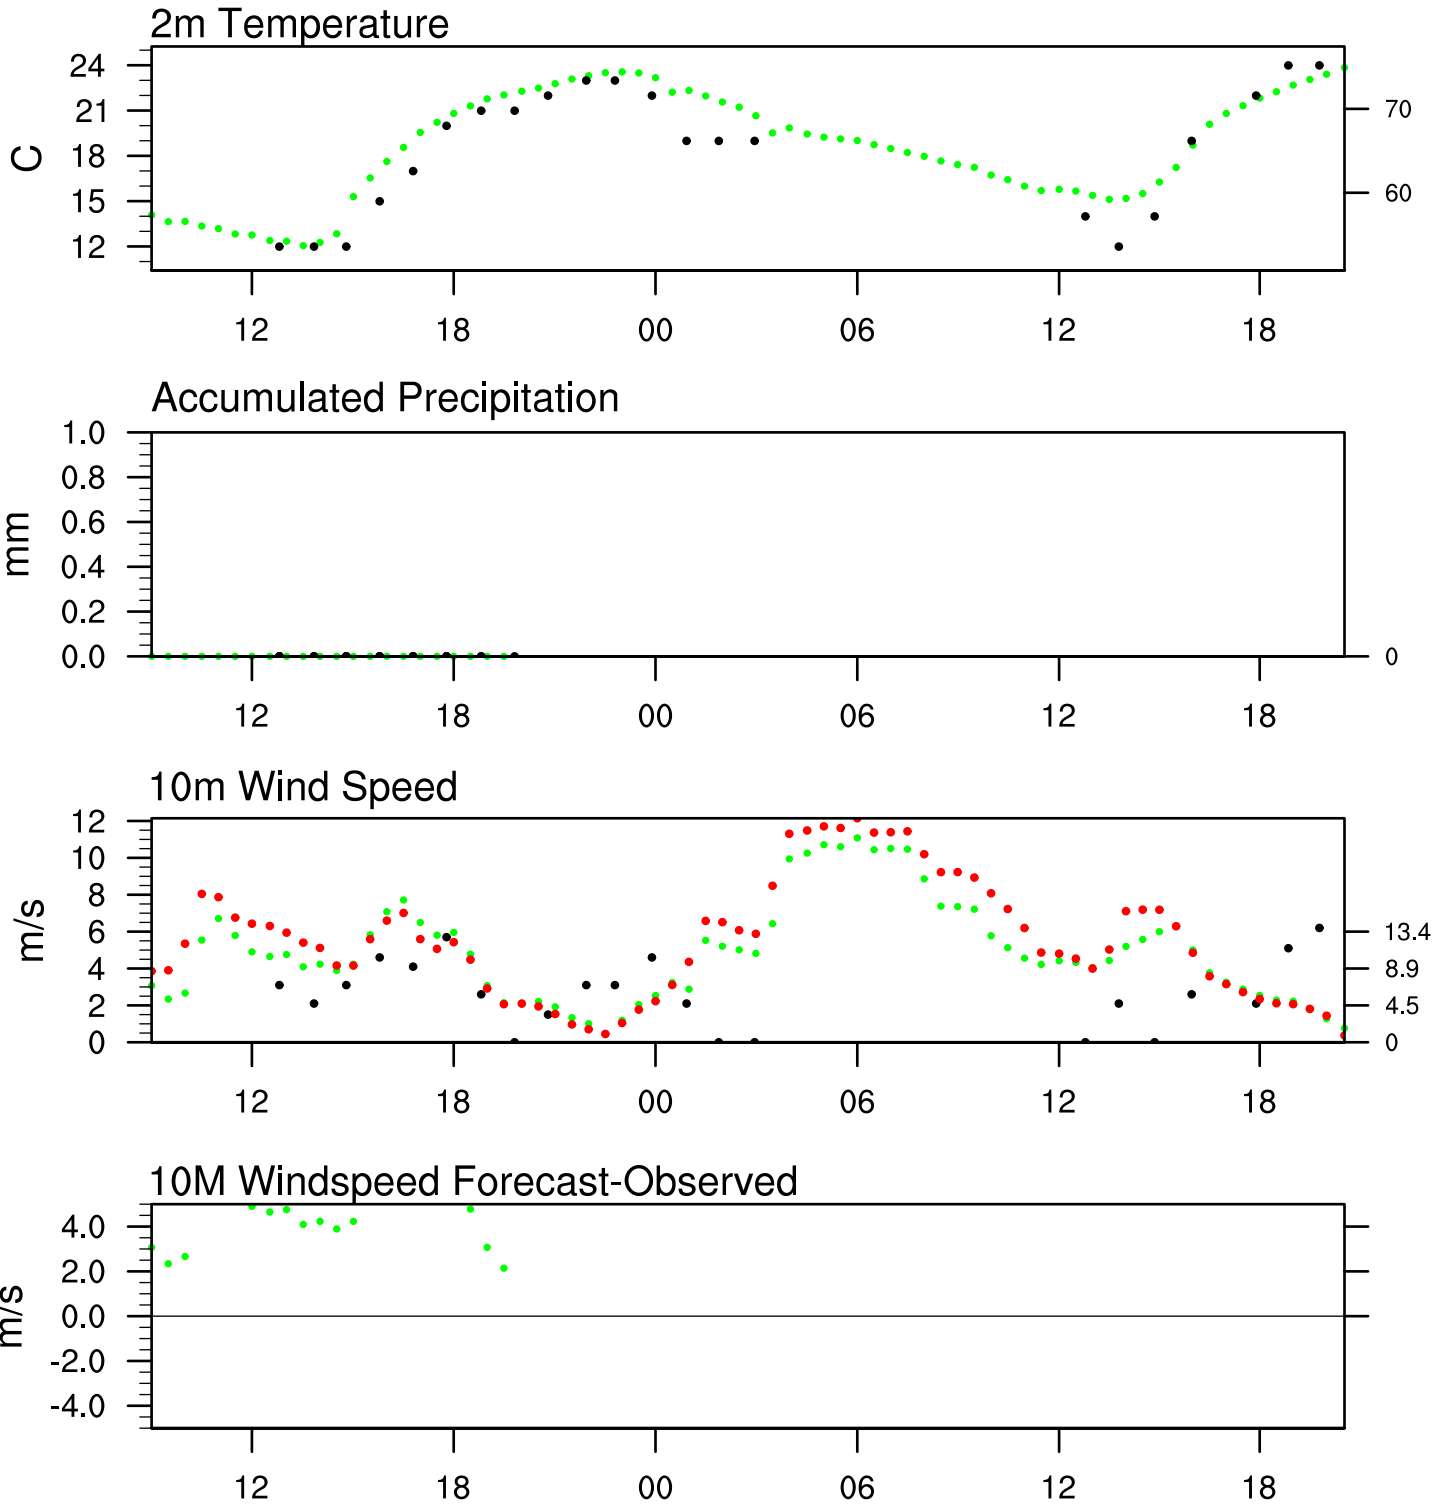 2m Temperature
24
21
18
15
12
C
70
60
12 18 00 06 12 18
Accumulated Precipitation
1.0
0.8
0.6
0.4
0.2
0.0
mm
0
12 18 00 06 12 18
10m Wind Speed
12
10
8
6
4
2
0
m/s
13.4
8.9
4.5
0
12 18 00 06 12 18
10M Windspeed Forecast-Observed
4.0
2.0
0.0
-2.0
-4.0
m/s
12 18 00 06 12 18